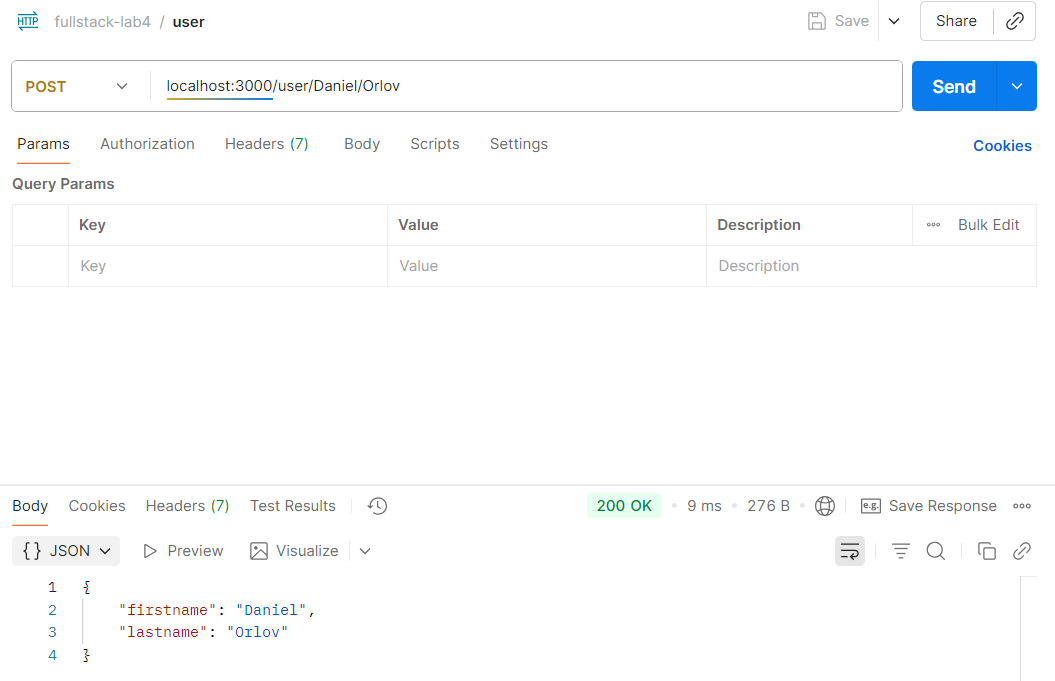 HTTP fullstack-lab4 / user Save Share
POST localhost:3000/user/Daniel/Orlov Send
Params Authorization Headers (7) Body Scripts Settings Cookies
Query Params
Key Value Description Bulk Edit
Key Value Description
Body Cookies Headers (7) Test Results 200 OK 9 ms 276 B e.g. Save Response
{} JSON Preview Visualize
1 {
2 "firstname": "Daniel",
3 "lastname": "Orlov"
4 }